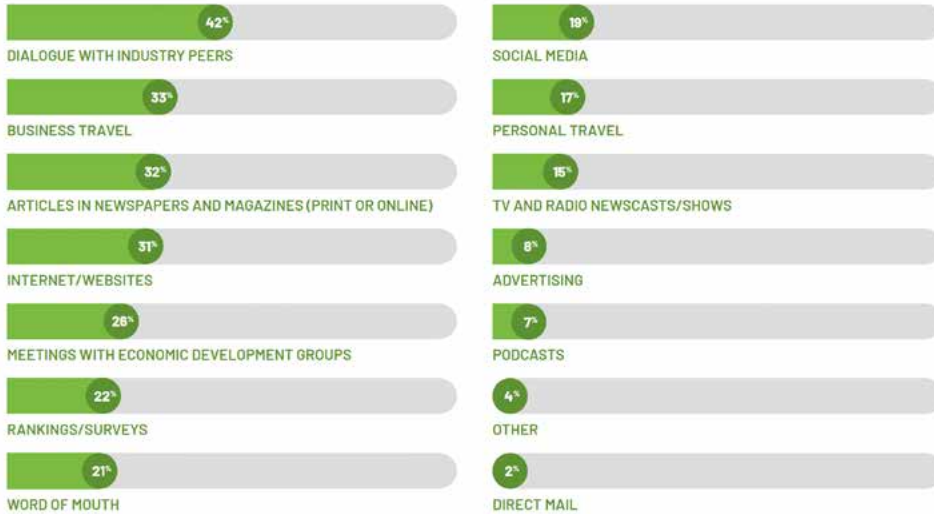 42%
DIALOGUE WITH INDUSTRY PEERS
33%
BUSINESS TRAVEL
32%
ARTICLES IN NEWSPAPERS AND MAGAZINES (PRINT OR ONLINE)
31%
INTERNET/WEBSITES
26%
MEETINGS WITH ECONOMIC DEVELOPMENT GROUPS
22%
RANKINGS/SURVEYS
21%
WORD OF MOUTH
19%
SOCIAL MEDIA
17%
PERSONAL TRAVEL
15%
TV AND RADIO NEWSCASTS/SHOWS
8%
ADVERTISING
7%
PODCASTS
4%
OTHER
2%
DIRECT MAIL